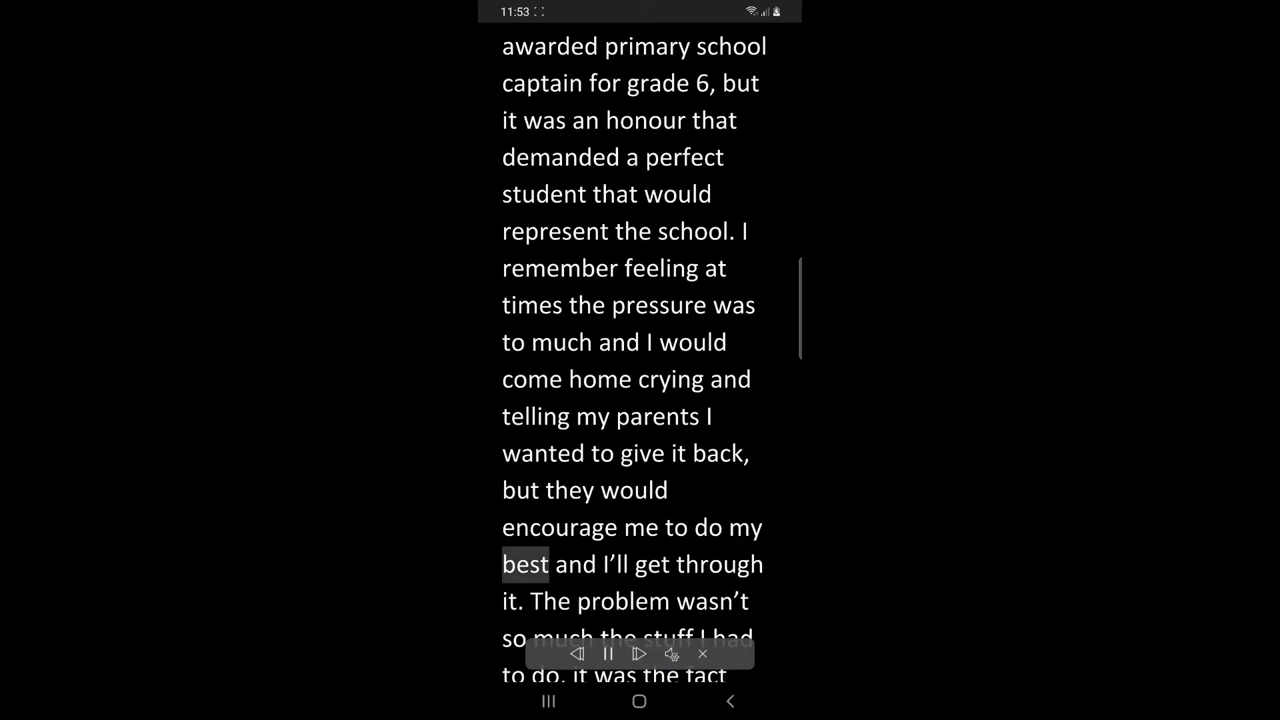 11:53
awarded primary school
captain for grade 6, but
it was an honour that
demanded a perfect
student that would
represent the school. I
remember feeling at
times the pressure was
to much and I would
come home crying and
telling my parents I
wanted to give it back,
but they would
encourage me to do my
best and I’ll get through
it. The problem wasn’t
so much the stuff I had
to do, it was the fact